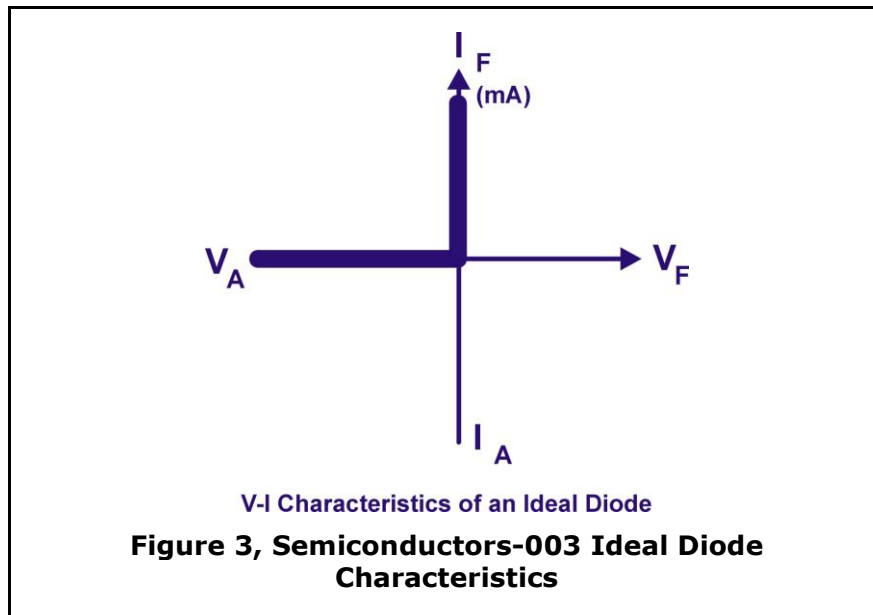 I F
(mA)
V A
V F
I A
V-I Characteristics of an Ideal Diode
Figure 3, Semiconductors-003 Ideal Diode
Characteristics